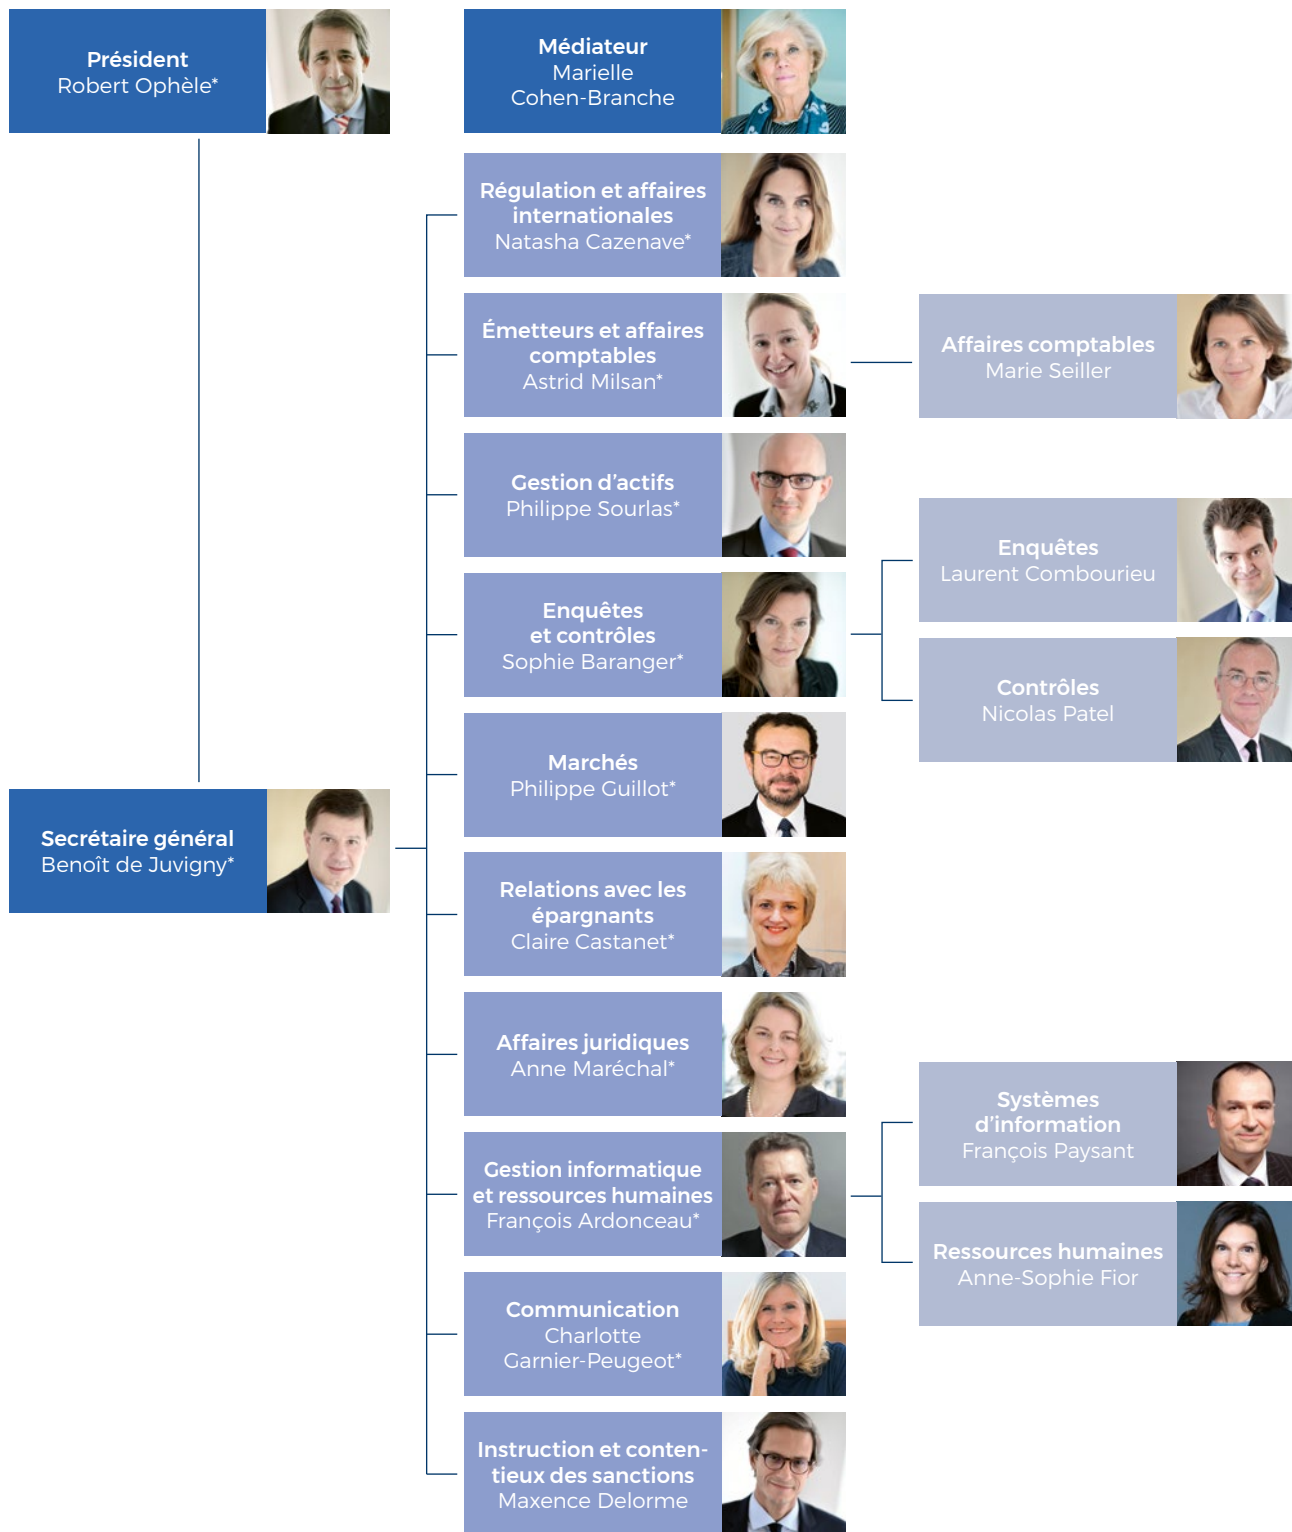 Président
Robert Ophèle*
Médiateur
Marielle
Cohen-Branche
Régulation et affaires
internationales
Natasha Cazenave*
Émetteurs et affaires
comptables
Astrid Milsan*
Affaires comptables
Marie Seiller
Gestion d’actifs
Philippe Sourlas*
Enquêtes
et contrôles
Sophie Baranger*
Enquêtes
Laurent Combourieu
Contrôles
Nicolas Patel
Marchés
Philippe Guillot*
Secrétaire général
Benoît de Juvigny*
Relations avec les
épargnants
Claire Castanet*
Affaires juridiques
Anne Maréchal*
Gestion informatique
et ressources humaines
François Ardonceau*
Systèmes
d’information
François Paysant
Ressources humaines
Anne-Sophie Fior
Communication
Charlotte
Garnier-Peugeot*
Instruction et conten-
tieux des sanctions
Maxence Delorme